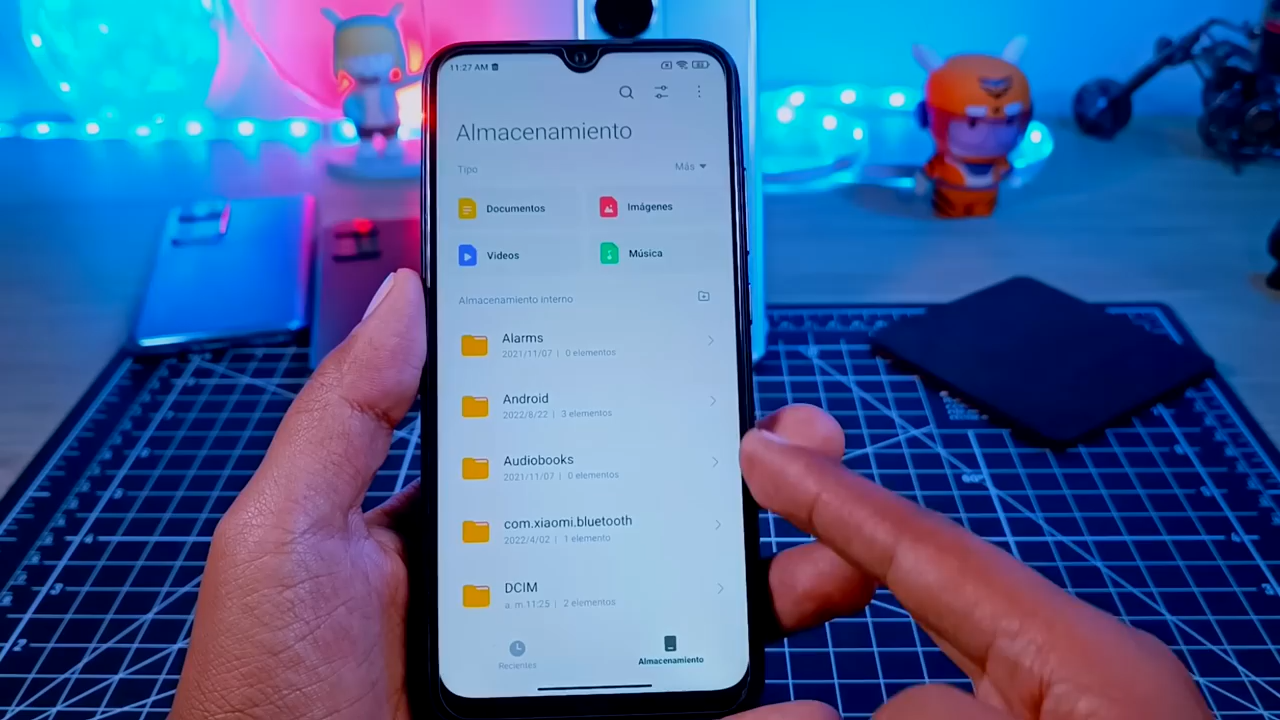 11:27 AM
Almacenamiento
Tipo
Más
Documentos
Imágenes
Videos
Música
Almacenamiento interno
Alarms
2021/11/07 | 0 elementos
Android
2022/8/22 | 3 elementos
Audiobooks
2021/11/07 | 0 elementos
com.xiaomi.bluetooth
2022/4/02 | 1 elemento
DCIM
a. m.11:25 | 2 elementos
Recientes
Almacenamiento